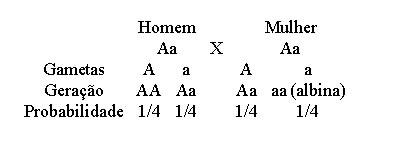 Homem Mulher
Aa X Aa
Gametas A a A a
Geração AA Aa Aa aa (albina)
Probabilidade 1/4 1/4 1/4 1/4